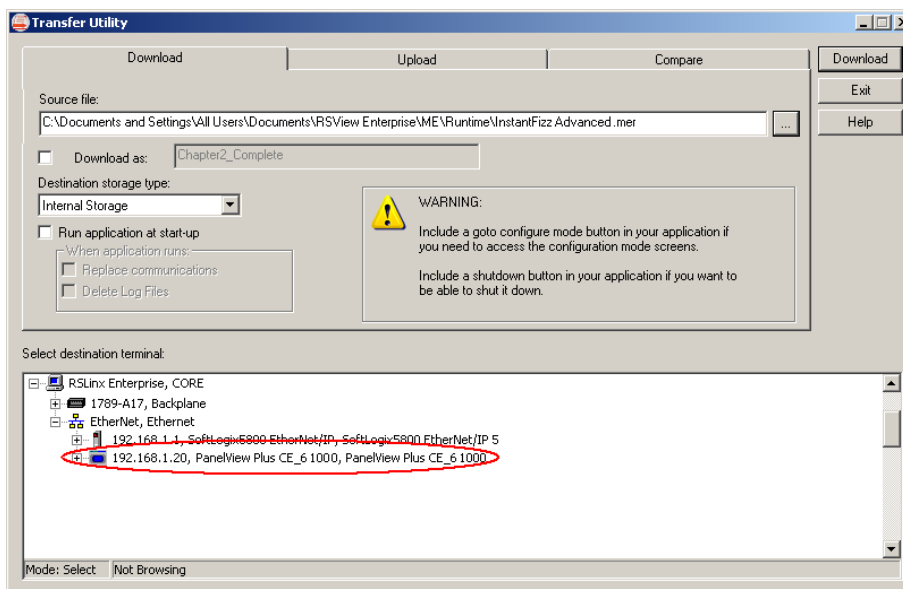 Transfer Utility
Download
Upload
Compare
Download
Exit
Help
Source file:
C:\Documents and Settings\All Users\Documents\RSView Enterprise\ME\Runtime\InstantFizz Advanced.mer
...
Download as:
Chapter2_Complete
Destination storage type:
Internal Storage
Run application at start-up
When application runs:
Replace communications
Delete Log Files
WARNING:
Include a goto configure mode button in your application if
you need to access the configuration mode screens.
Include a shutdown button in your application if you want to
be able to shut it down.
Select destination terminal:
RSLinx Enterprise, CORE
1789-A17, Backplane
EtherNet, Ethernet
192.168.1.1, SoftLogix5800 EtherNet/IP, SoftLogix5800 EtherNet/IP 5
192.168.1.20, PanelView Plus CE_6 1000, PanelView Plus CE_6 1000
Mode: Select
Not Browsing